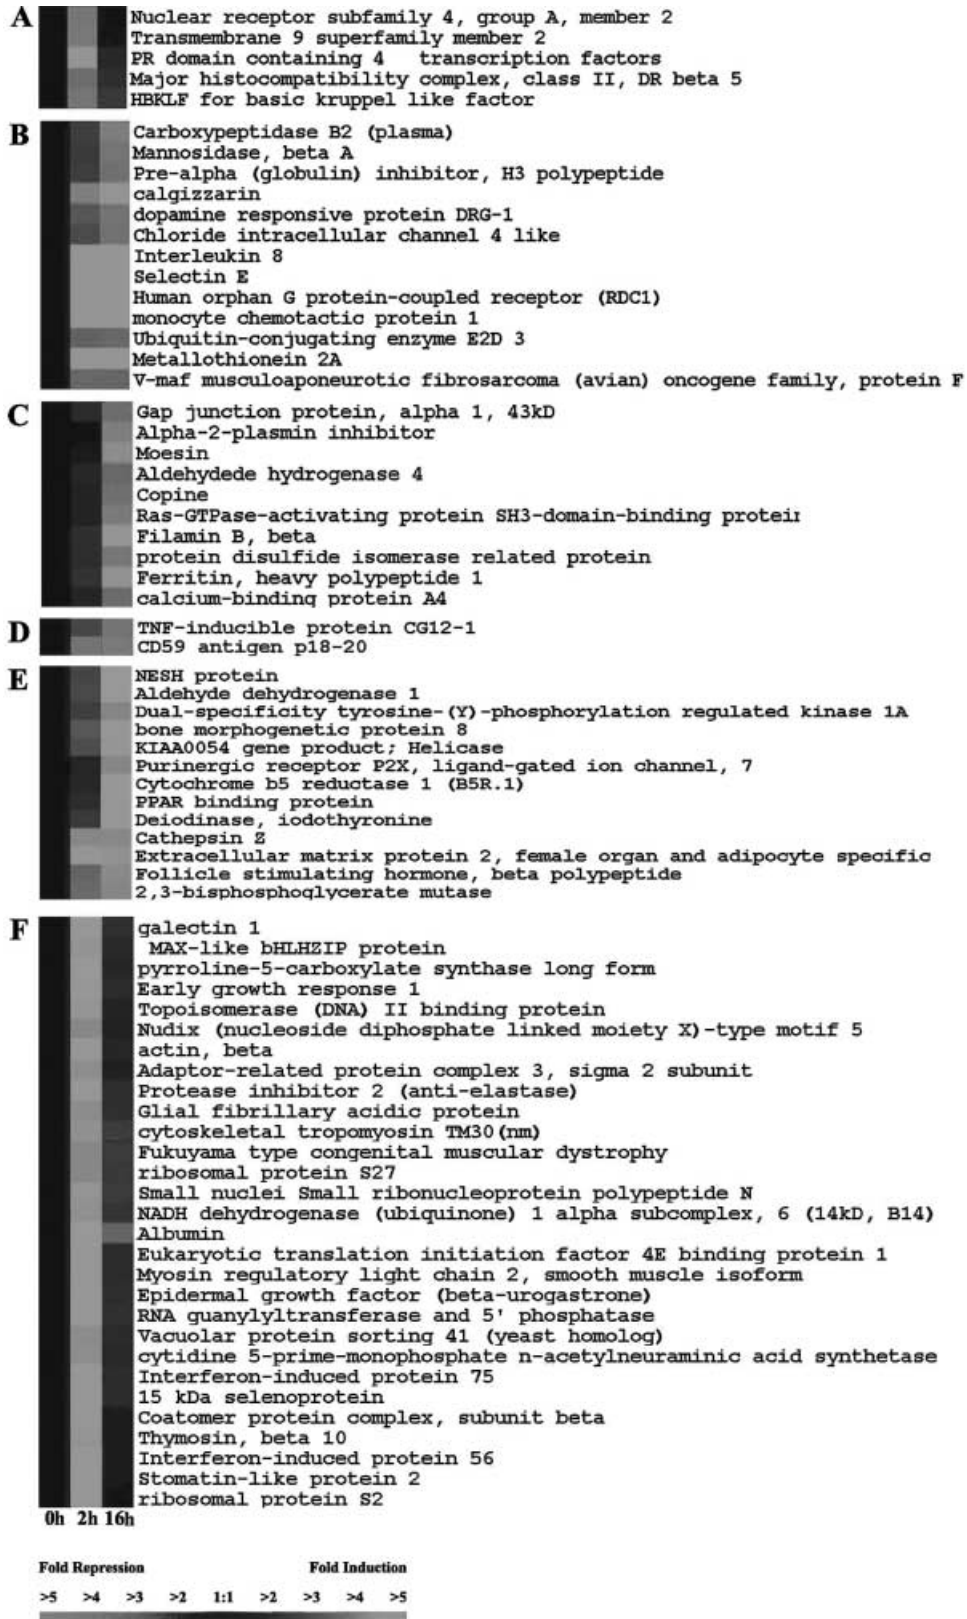 A
Nuclear receptor subfamily 4, group A, member 2
Transmembrane 9 superfamily member 2
PR domain containing 4 transcription factors
Major histocompatibility complex, class II, DR beta 5
HBKLF for basic kruppel like factor
B
Carboxypeptidase B2 (plasma)
Mannosidase, beta A
Pre-alpha (globulin) inhibitor, H3 polypeptide
calgizzarin
dopamine responsive protein DRG-1
Chloride intracellular channel 4 like
Interleukin 8
Selectin E
Human orphan G protein-coupled receptor (RDC1)
monocyte chemotactic protein 1
Ubiquitin-conjugating enzyme E2D 3
Metallothionein 2A
V-maf musculoaponeurotic fibrosarcoma (avian) oncogene family, protein F
C
Gap junction protein, alpha 1, 43kD
Alpha-2-plasmin inhibitor
Moesin
Aldehydede hydrogenase 4
Copine
Ras-GTPase-activating protein SH3-domain-binding protein
Filamin B, beta
protein disulfide isomerase related protein
Ferritin, heavy polypeptide 1
calcium-binding protein A4
D
TNF-inducible protein CG12-1
CD59 antigen p18-20
E
NESH protein
Aldehyde dehydrogenase 1
Dual-specificity tyrosine-(Y)-phosphorylation regulated kinase 1A
bone morphogenetic protein 8
KIAA0054 gene product; Helicase
Purinergic receptor P2X, ligand-gated ion channel, 7
Cytochrome b5 reductase 1 (B5R.1)
PPAR binding protein
Deiodinase, iodothyronine
Cathepsin Z
Extracellular matrix protein 2, female organ and adipocyte specific
Follicle stimulating hormone, beta polypeptide
2,3-bisphosphoglycerate mutase
F
galectin 1
MAX-like bHLHZIP protein
pyrroline-5-carboxylate synthase long form
Early growth response 1
Topoisomerase (DNA) II binding protein
Nudix (nucleoside diphosphate linked moiety X)-type motif 5
actin, beta
Adaptor-related protein complex 3, sigma 2 subunit
Protease inhibitor 2 (anti-elastase)
Glial fibrillary acidic protein
cytoskeletal tropomyosin TM30(nm)
Fukuyama type congenital muscular dystrophy
ribosomal protein S27
Small nuclei Small ribonucleoprotein polypeptide N
NADH dehydrogenase (ubiquinone) 1 alpha subcomplex, 6 (14kD, B14)
Albumin
Eukaryotic translation initiation factor 4E binding protein 1
Myosin regulatory light chain 2, smooth muscle isoform
Epidermal growth factor (beta-urogastrone)
RNA guanylyltransferase and 5' phosphatase
Vacuolar protein sorting 41 (yeast homolog)
cytidine 5-prime-monophosphate n-acetylneuraminic acid synthetase
Interferon-induced protein 75
15 kDa selenoprotein
Coatomer protein complex, subunit beta
Thymosin, beta 10
Interferon-induced protein 56
Stomatin-like protein 2
ribosomal protein S2
0h 2h 16h
Fold Repression Fold Induction
>5 >4 >3 >2 1:1 >2 >3 >4 >5